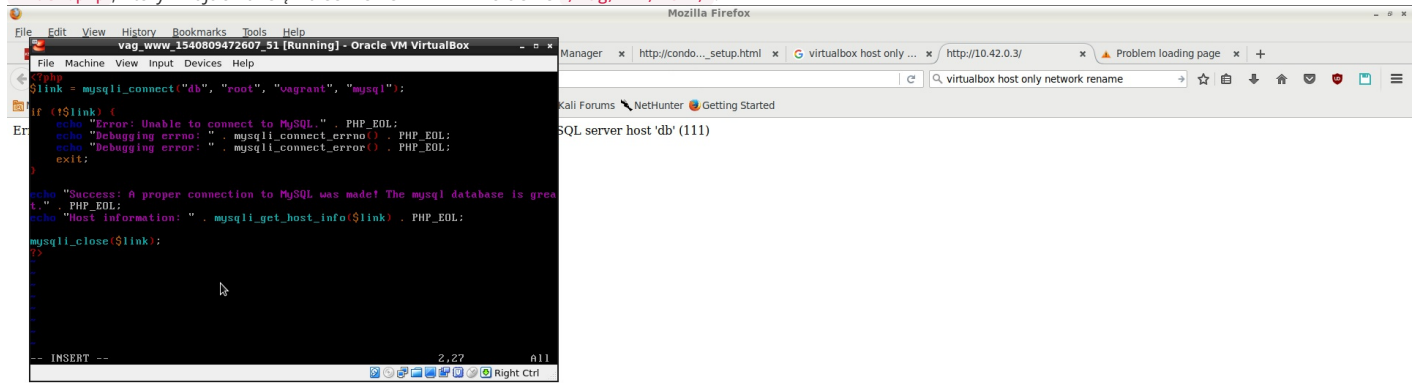 Mozilla Firefox
File Edit View History Bookmarks Tools Help
vag_www_1540809472607_51 [Running] - Oracle VM VirtualBox
File Machine View Input Devices Help
Manager
http://condo..._setup.html
virtualbox host only ...
http://10.42.0.3/
Problem loading page
virtualbox host only network rename
Kali Forums NetHunter Getting Started
SQL server host 'db' (111)
<?php
$link = mysqli_connect("db", "root", "vagrant", "mysql");
if (!$link) {
echo "Error: Unable to connect to MySQL." . PHP_EOL;
echo "Debugging errno: " . mysqli_connect_errno() . PHP_EOL;
echo "Debugging error: " . mysqli_connect_error() . PHP_EOL;
exit;
}
echo "Success: A proper connection to MySQL was made! The mysql database is grea
t." . PHP_EOL;
echo "Host information: " . mysqli_get_host_info($link) . PHP_EOL;
mysqli_close($link);
?>
-- INSERT -- 2,27 All
Right Ctrl